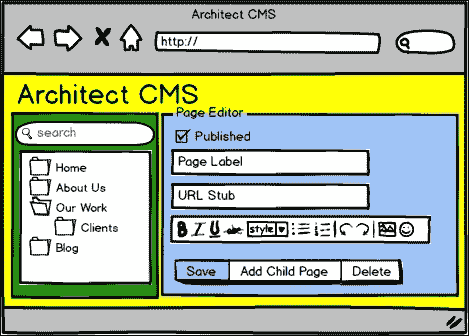 Architect CMS
http://
Architect CMS
search
Home
About Us
Our Work
Clients
Blog
Page Editor
Published
Page Label
URL Stub
B I U abc style
Save Add Child Page Delete